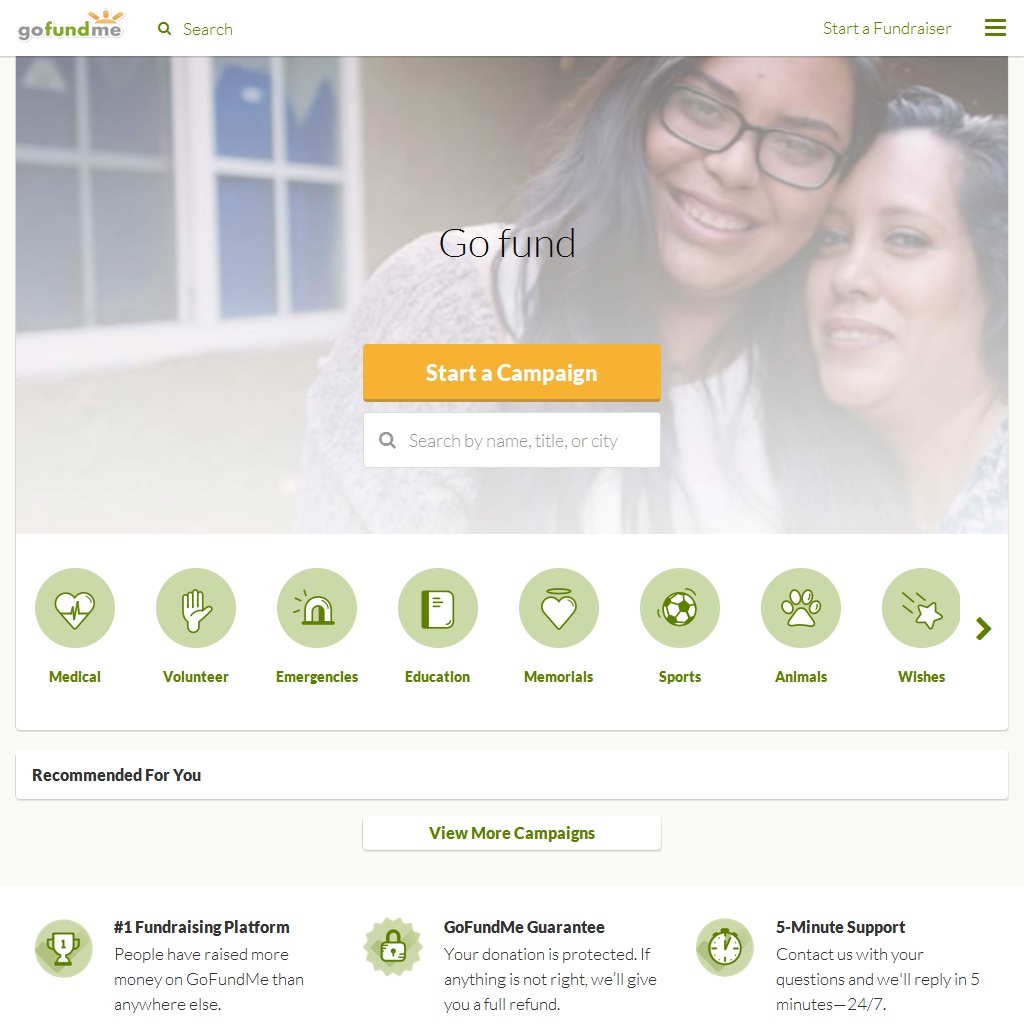 gofundme
Search
Start a Fundraiser
Go fund
Start a Campaign
Search by name, title, or city
Medical
Volunteer
Emergencies
Education
Memorials
Sports
Animals
Wishes
Recommended For You
View More Campaigns
1
#1 Fundraising Platform
People have raised more
money on GoFundMe than
anywhere else.
GoFundMe Guarantee
Your donation is protected. If
anything is not right, we’ll give
you a full refund.
5-Minute Support
Contact us with your
questions and we'll reply in 5
minutes—24/7.